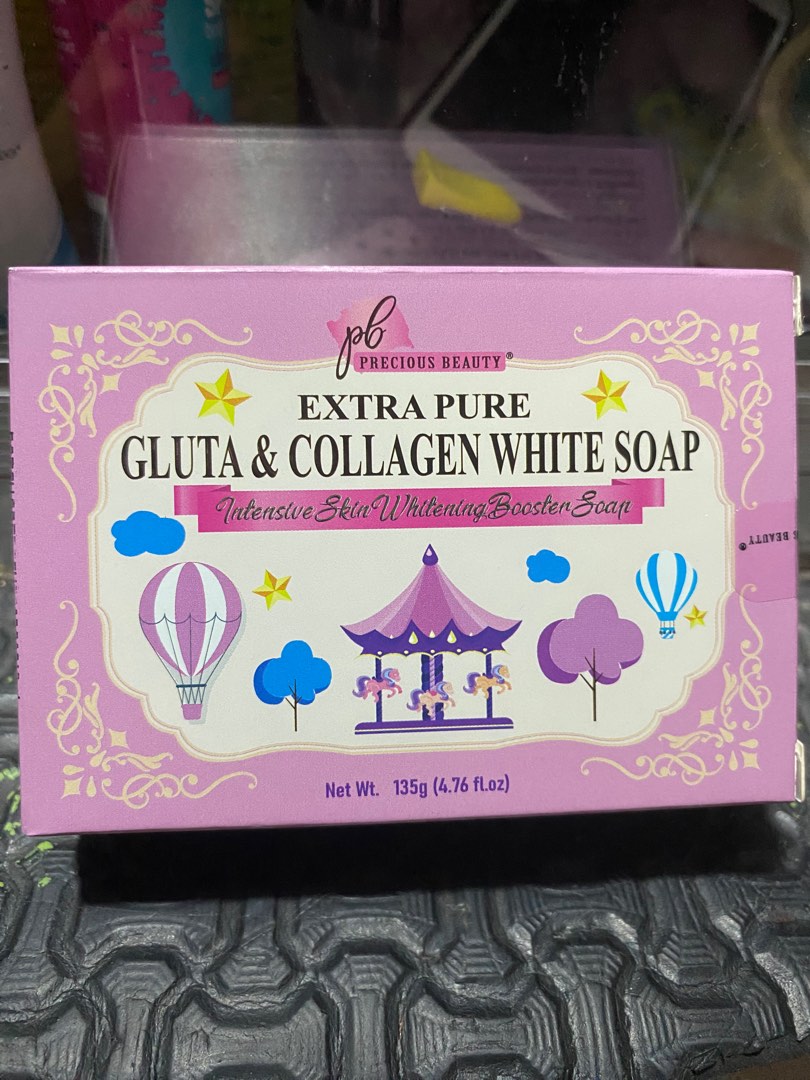 pb
PRECIOUS BEAUTY®
EXTRA PURE
GLUTA & COLLAGEN WHITE SOAP
Intensive Skin Whitening Booster Soap
BEAUTY®
Net Wt. 135g (4.76 fl.oz)